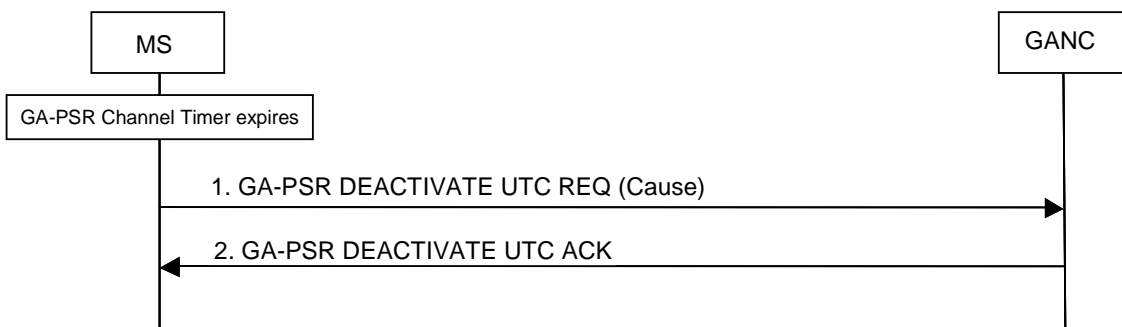 MS
GANC
GA-PSR Channel Timer expires
1. GA-PSR DEACTIVATE UTC REQ (Cause)
2. GA-PSR DEACTIVATE UTC ACK